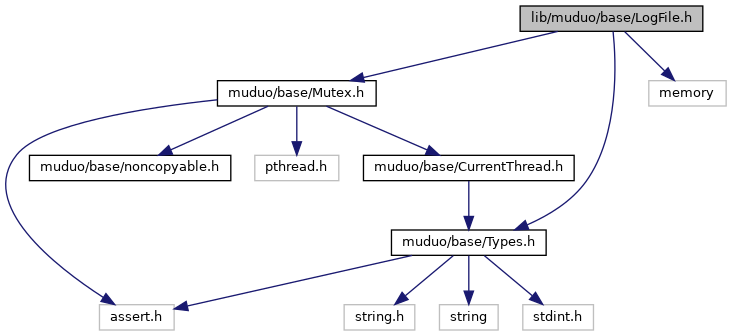 lib/muduo/base/LogFile.h
muduo/base/Mutex.h
memory
muduo/base/noncopyable.h
pthread.h
muduo/base/CurrentThread.h
muduo/base/Types.h
assert.h
string.h
string
stdint.h